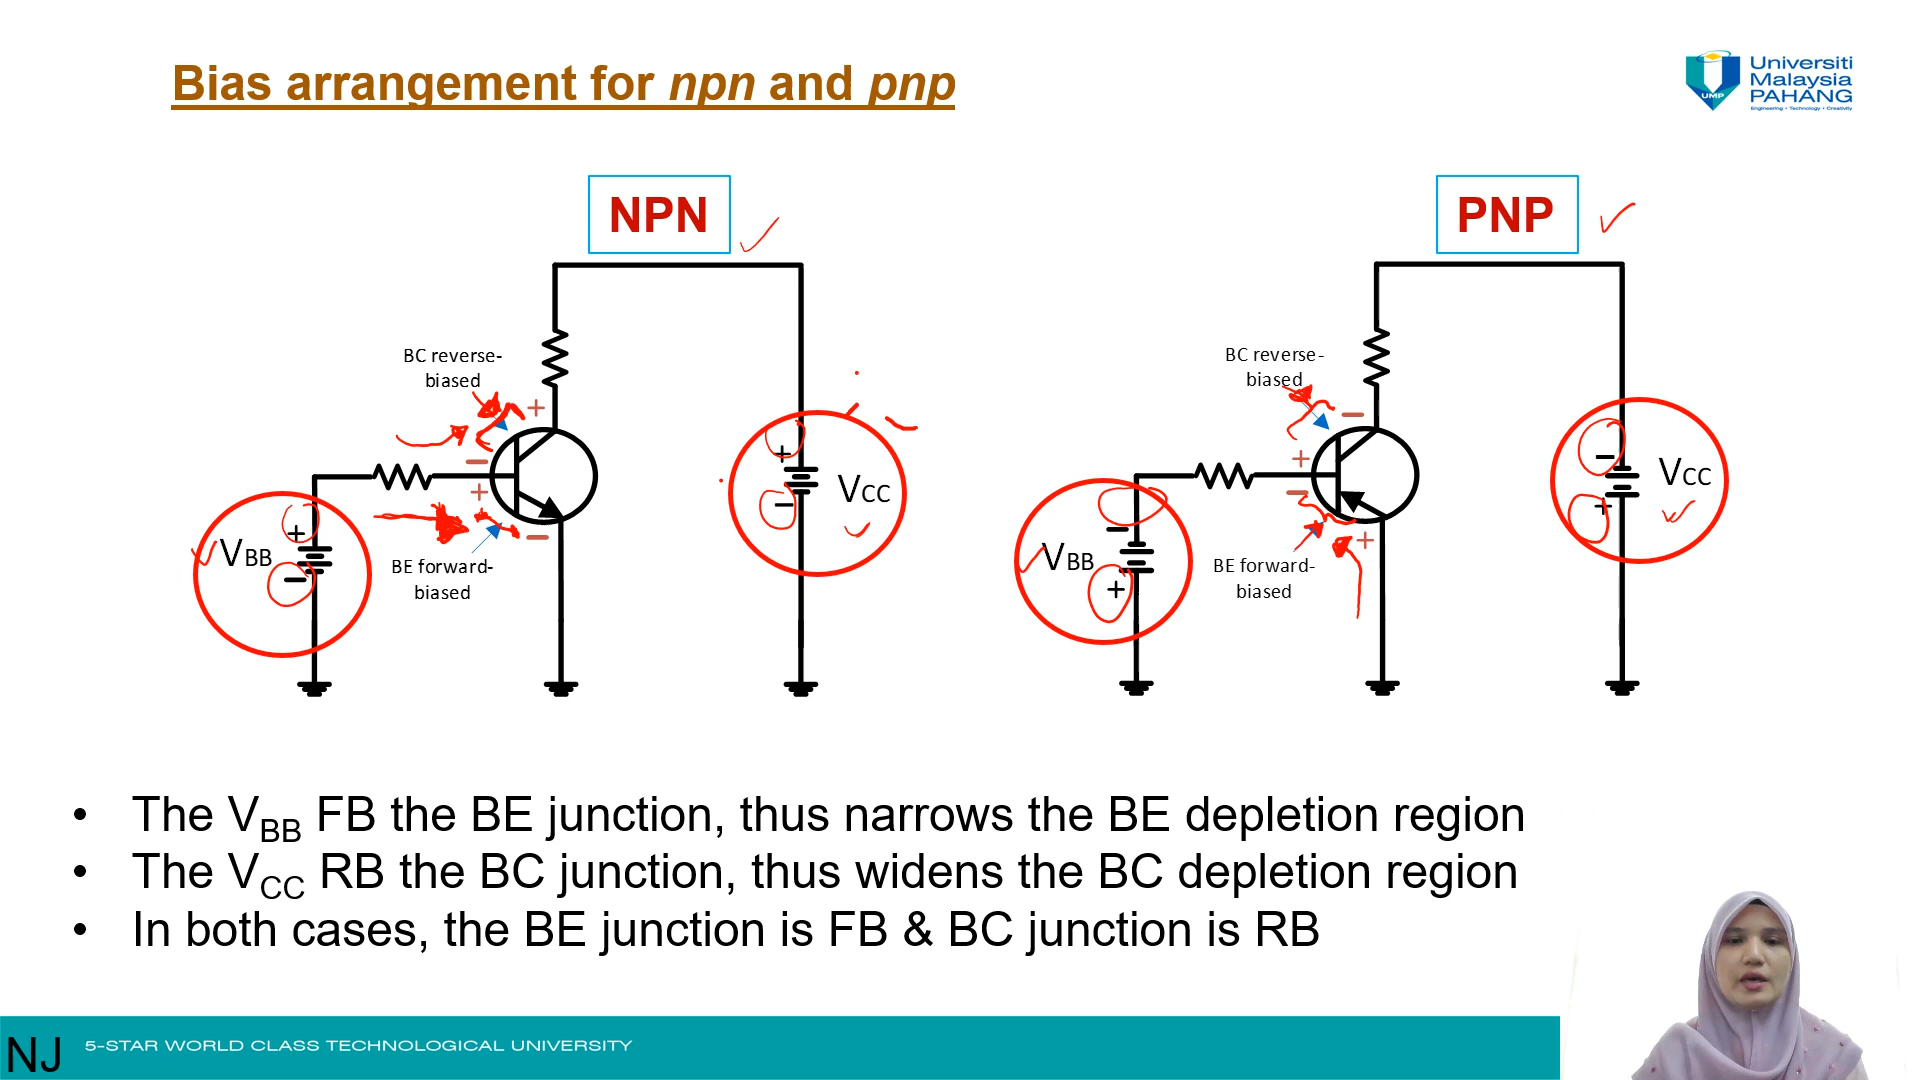 Bias arrangement for npn and pnp
Universiti
Malaysia
PAHANG
Engineering • Technology • Creativity
UMP
NPN
PNP
BC reverse-
biased
+
−
+
−
BE forward-
biased
VBB
+
−
+
−
VCC
BC reverse-
biased
−
+
−
+
BE forward-
biased
VBB
−
+
−
+
VCC
• The VBB FB the BE junction, thus narrows the BE depletion region
• The VCC RB the BC junction, thus widens the BC depletion region
• In both cases, the BE junction is FB & BC junction is RB
NJ
5-STAR WORLD CLASS TECHNOLOGICAL UNIVERSITY